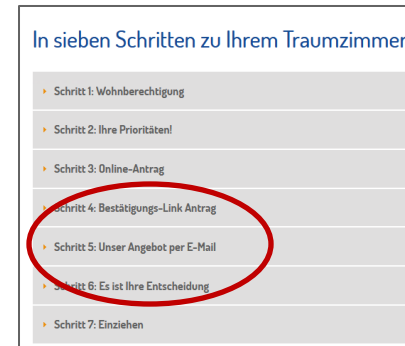 In sieben Schritten zu Ihrem Traumzimmer
Schritt 1: Wohnberechtigung
Schritt 2: Ihre Prioritäten!
Schritt 3: Online-Antrag
Schritt 4: Bestätigungs-Link Antrag
Schritt 5: Unser Angebot per E-Mail
Schritt 6: Es ist Ihre Entscheidung
Schritt 7: Einziehen